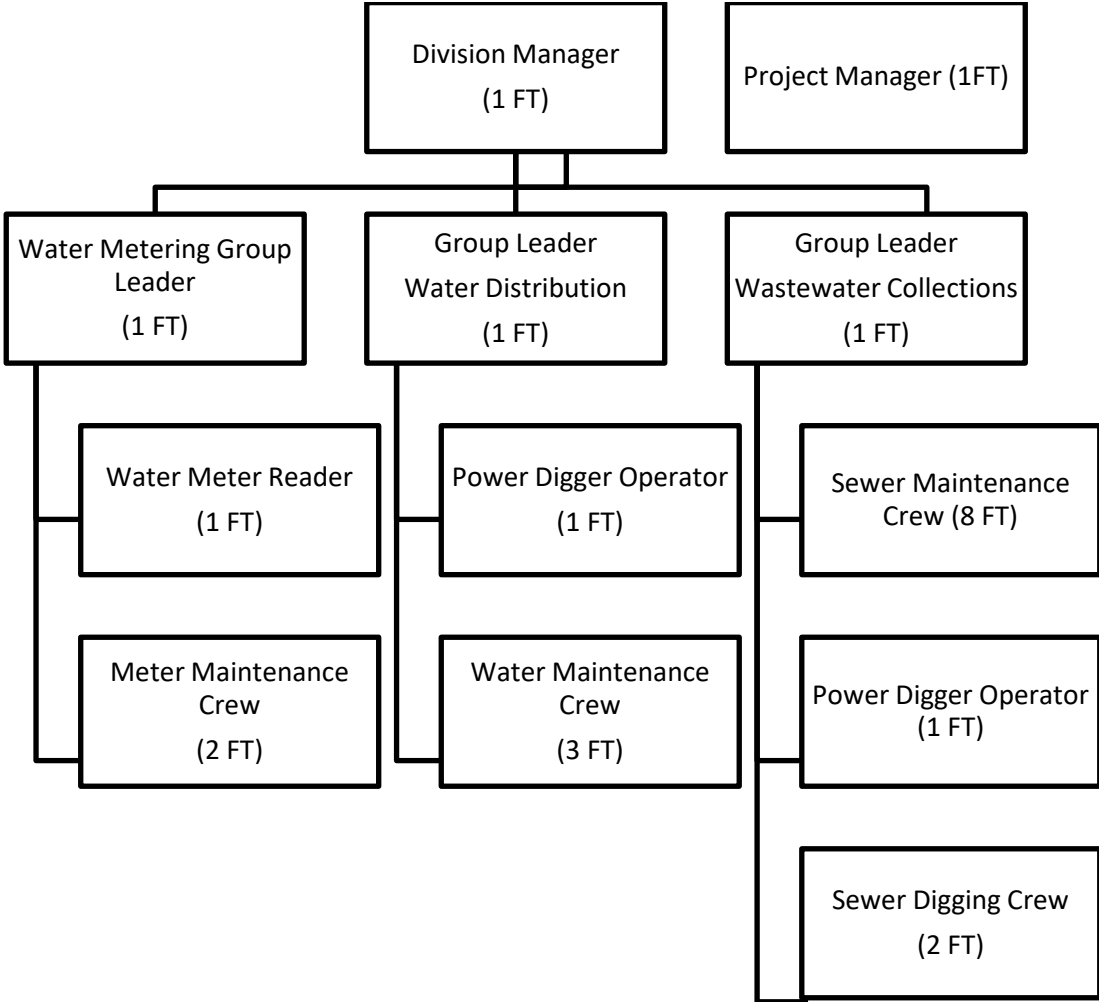 Division Manager
(1 FT)
Project Manager (1FT)
Water Metering Group
Leader
(1 FT)
Group Leader
Water Distribution
(1 FT)
Group Leader
Wastewater Collections
(1 FT)
Water Meter Reader
(1 FT)
Power Digger Operator
(1 FT)
Sewer Maintenance
Crew (8 FT)
Meter Maintenance
Crew
(2 FT)
Water Maintenance
Crew
(3 FT)
Power Digger Operator
(1 FT)
Sewer Digging Crew
(2 FT)